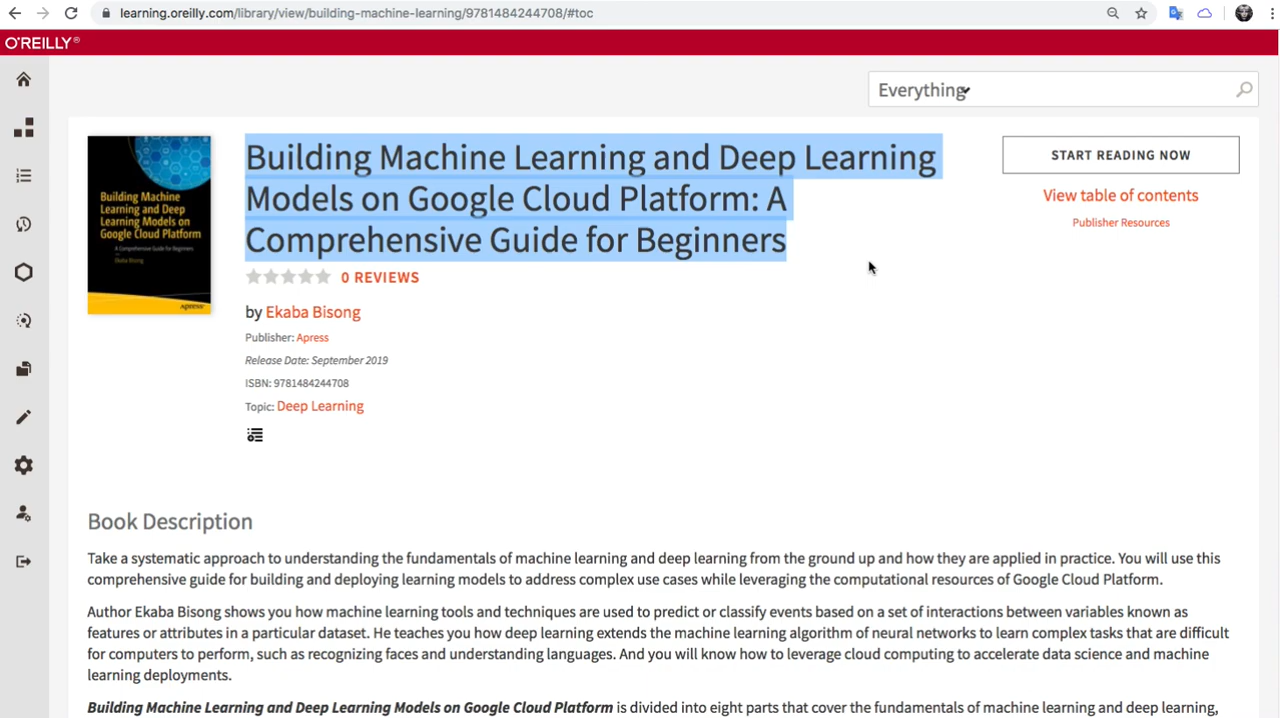 learning.oreilly.com/library/view/building-machine-learning/9781484244708/#toc
O'REILLY®
Everything
Building Machine
Learning and Deep
Learning Models on
Google Cloud Platform
A Comprehensive Guide for Beginners
Ekaba Bisong
Apress®
Building Machine Learning and Deep Learning
Models on Google Cloud Platform: A
Comprehensive Guide for Beginners
0 REVIEWS
by Ekaba Bisong
Publisher: Apress
Release Date: September 2019
ISBN: 9781484244708
Topic: Deep Learning
START READING NOW
View table of contents
Publisher Resources
Book Description
Take a systematic approach to understanding the fundamentals of machine learning and deep learning from the ground up and how they are applied in practice. You will use this
comprehensive guide for building and deploying learning models to address complex use cases while leveraging the computational resources of Google Cloud Platform.
Author Ekaba Bisong shows you how machine learning tools and techniques are used to predict or classify events based on a set of interactions between variables known as
features or attributes in a particular dataset. He teaches you how deep learning extends the machine learning algorithm of neural networks to learn complex tasks that are difficult
for computers to perform, such as recognizing faces and understanding languages. And you will know how to leverage cloud computing to accelerate data science and machine
learning deployments.
Building Machine Learning and Deep Learning Models on Google Cloud Platform is divided into eight parts that cover the fundamentals of machine learning and deep learning,